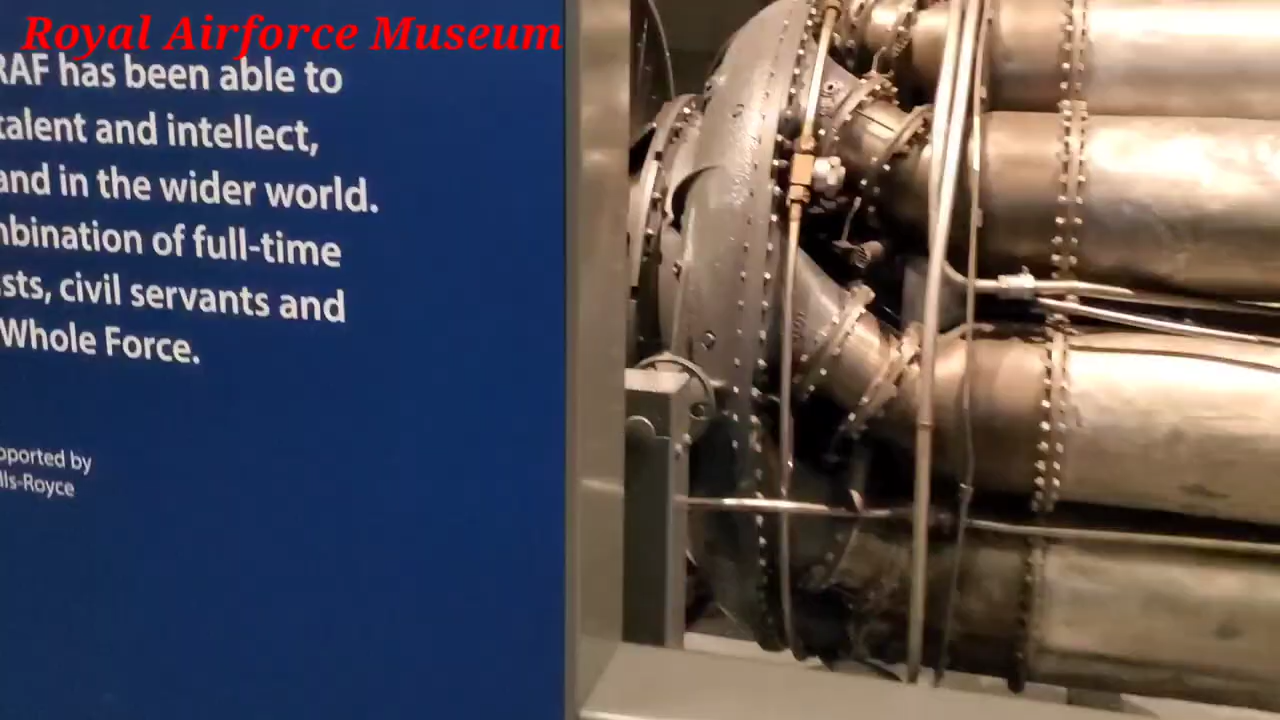 Royal Airforce Museum
RAF has been able to
talent and intellect,
and in the wider world.
nbination of full-time
sts, civil servants and
Whole Force.
pported by
lls-Royce